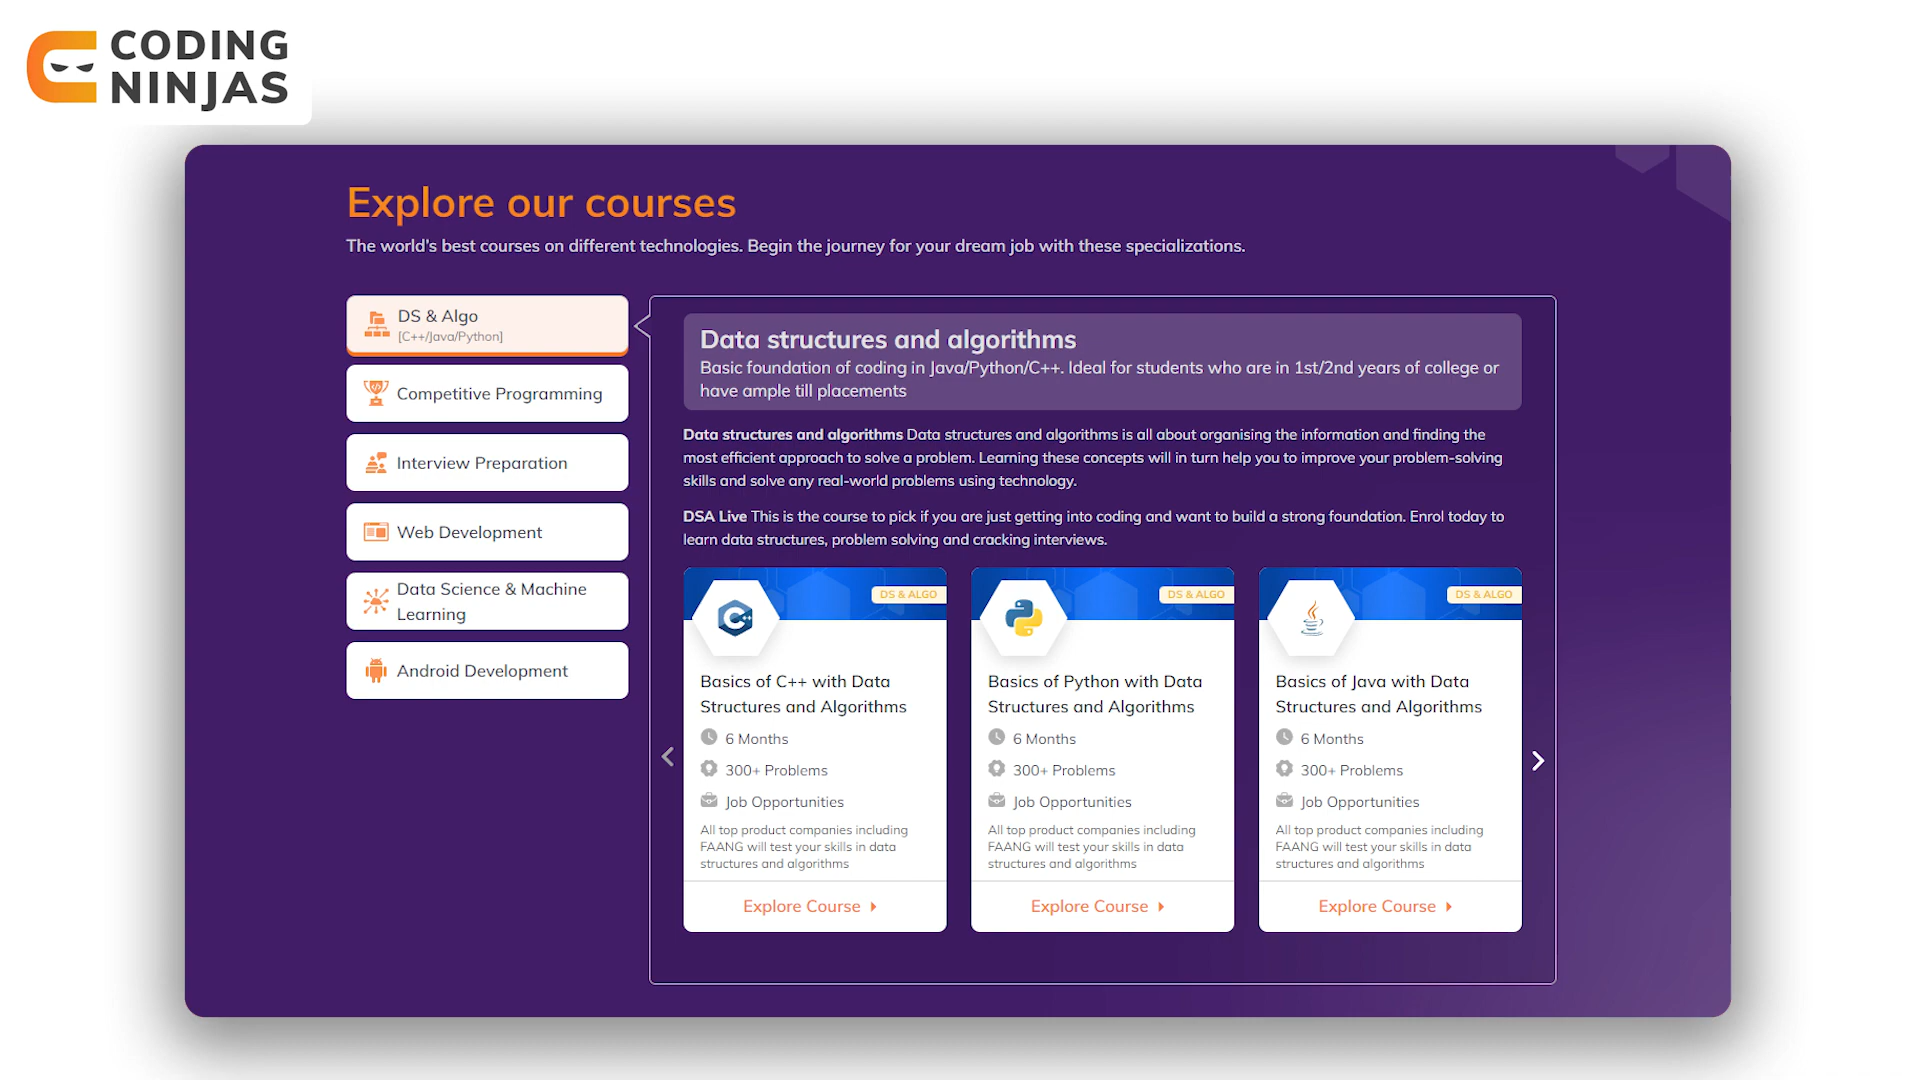 CODING
NINJAS
Explore our courses
The world's best courses on different technologies. Begin the journey for your dream job with these specializations.
DS & Algo
[C++/Java/Python]
Competitive Programming
Interview Preparation
Web Development
Data Science & Machine
Learning
Android Development
Data structures and algorithms
Basic foundation of coding in Java/Python/C++. Ideal for students who are in 1st/2nd years of college or
have ample till placements
Data structures and algorithms Data structures and algorithms is all about organising the information and finding the
most efficient approach to solve a problem. Learning these concepts will in turn help you to improve your problem-solving
skills and solve any real-world problems using technology.
DSA Live This is the course to pick if you are just getting into coding and want to build a strong foundation. Enrol today to
learn data structures, problem solving and cracking interviews.
DS & ALGO
C++
Basics of C++ with Data
Structures and Algorithms
6 Months
300+ Problems
Job Opportunities
All top product companies including
FAANG will test your skills in data
structures and algorithms
Explore Course
DS & ALGO
Basics of Python with Data
Structures and Algorithms
6 Months
300+ Problems
Job Opportunities
All top product companies including
FAANG will test your skills in data
structures and algorithms
Explore Course
DS & ALGO
Basics of Java with Data
Structures and Algorithms
6 Months
300+ Problems
Job Opportunities
All top product companies including
FAANG will test your skills in data
structures and algorithms
Explore Course